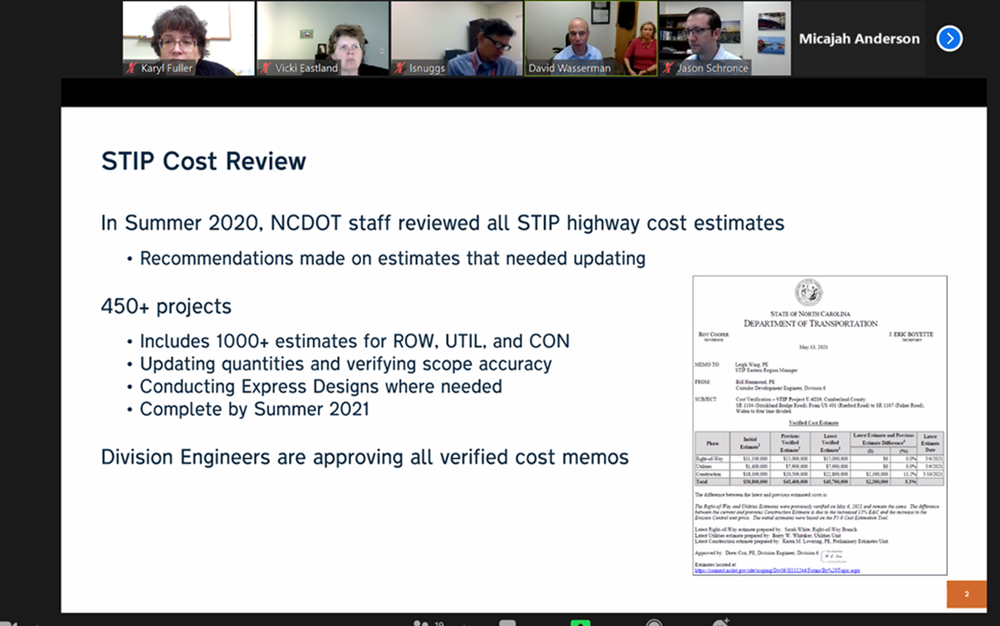 Karyl Fuller
Vicki Eastland
lsnuggs
David Wasserman
Jason Schronce
Micajah Anderson
STIP Cost Review
In Summer 2020, NCDOT staff reviewed all STIP highway cost estimates
• Recommendations made on estimates that needed updating
450+ projects
• Includes 1000+ estimates for ROW, UTIL, and CON
• Updating quantities and verifying scope accuracy
• Conducting Express Designs where needed
• Complete by Summer 2021
Division Engineers are approving all verified cost memos
STATE OF NORTH CAROLINA
DEPARTMENT OF TRANSPORTATION
ROY COOPER J. ERIC BOYETTE
GOVERNOR SECRETARY
May 13, 2021
MEMO TO: Leigh Wing, PE
STIP Eastern Region Manager
FROM: Bill Hammond, PE
Corridor Development Engineer, Division 6
SUBJECT: Cost Verification – STIP Project, Cumberland County:
SR 1104 (Strickland Bridge Road), From US 401 (Raeford Road) to SR 1107 (Fisher Road),
Widen to four lane divided.
Verified Cost Estimate
Phase Initial Estimate Previous Verified Estimate Latest Verified Estimate Latest Estimate and Previous Estimate Difference ($) (%) Latest Estimate Date
Right-of-Way $11,100,000 $15,000,000 $15,000,000 $0 0.0% 5/6/2021
Utilities $1,400,000 $7,900,000 $7,900,000 $0 0.0% 5/6/2021
Construction $18,300,000 $20,500,000 $22,800,000 $2,300,000 11.2% 5/10/2021
Total $30,800,000 $43,400,000 $45,700,000 $2,300,000 5.3%
The difference between the latest and previous estimated costs is:
The Right-of-Way and Utilities Estimates were previously verified on May 6, 2021 and remain the same. The difference
between the current and previous Construction Estimate is due to the increased 15% E&C and the increase to the
Erosion Control unit price. The initial estimates were based on the P5.0 Cost Estimation Tool.
Latest Right-of-Way estimate prepared by: Sarah White, Right-of-Way Branch
Latest Utilities estimate prepared by: Barry W. Whitaker, Utilities Unit
Latest Construction estimate prepared by: Karen M. Lovering, PE, Preliminary Estimates Unit
Approved by: Drew Cox, PE, Division Engineer, Division 6
Estimates located at:
2
19